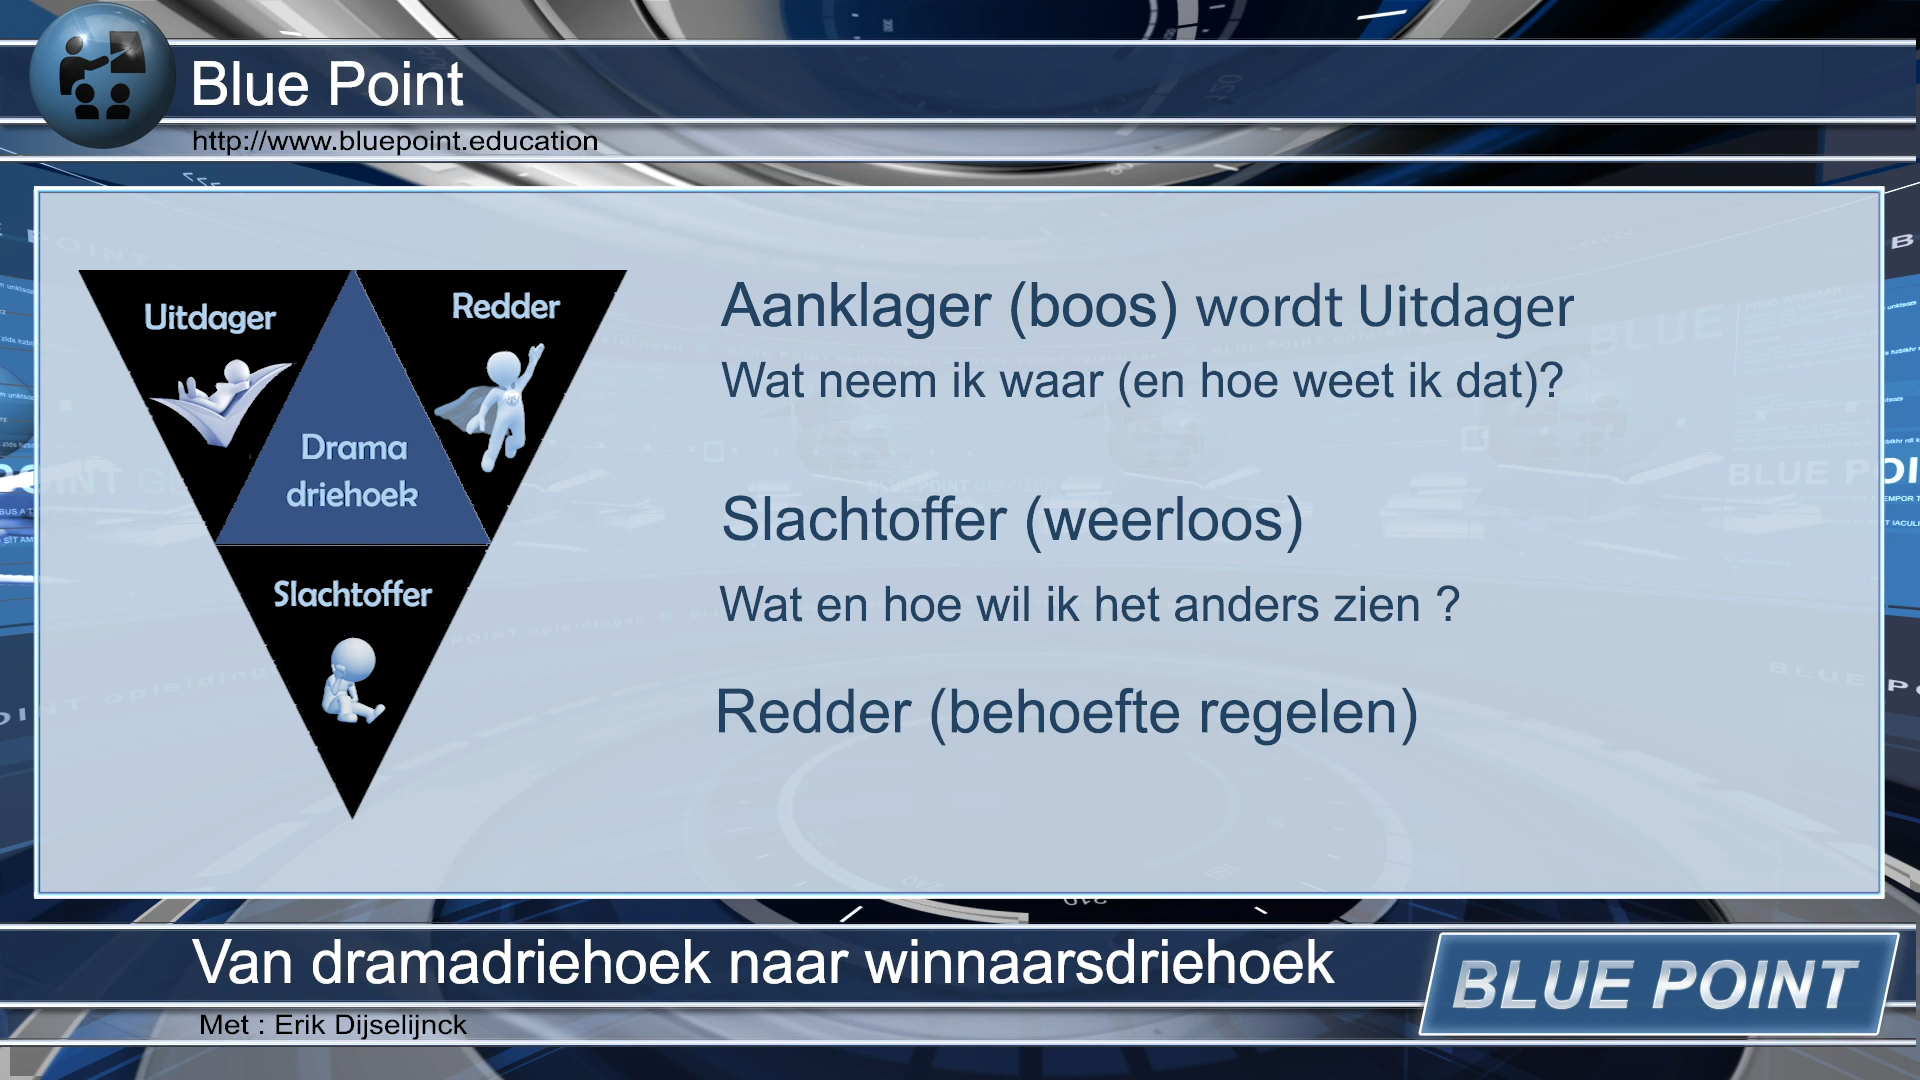 Blue Point
http://www.bluepoint.education
Uitdager
Redder
Drama
driehoek
Slachtoffer
Aanklager (boos) wordt Uitdager
Wat neem ik waar (en hoe weet ik dat)?
Slachtoffer (weerloos)
Wat en hoe wil ik het anders zien ?
Redder (behoefte regelen)
Van dramadriehoek naar winnaarsdriehoek
Met : Erik Dijselijnck
BLUE POINT